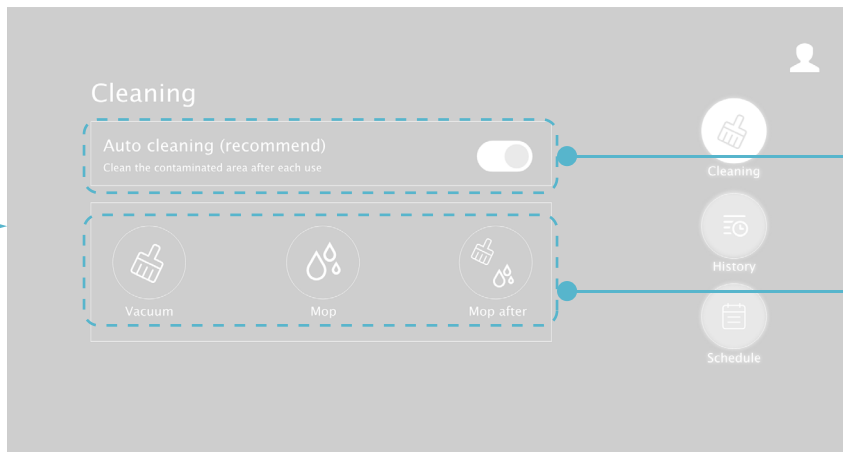 Cleaning
Auto cleaning (recommend)
Clean the contaminated area after each use
Vacuum
Mop
Mop after
Cleaning
History
Schedule